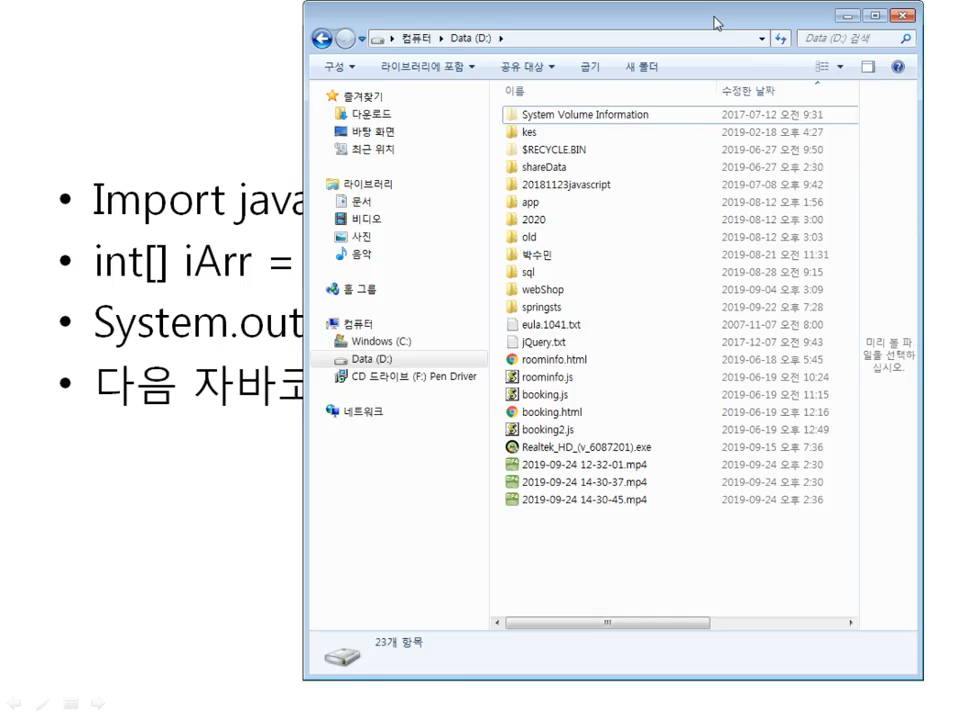 컴퓨터 Data (D:) Data (D:) 검색
구성 라이브러리에 포함 공유 대상 굽기 새 폴더
즐겨찾기
다운로드
바탕 화면
최근 위치
라이브러리
문서
비디오
사진
음악
홈 그룹
컴퓨터
Windows (C:)
Data (D:)
CD 드라이브 (F:) Pen Driver
네트워크
이름 수정한 날짜
System Volume Information 2017-07-12 오전 9:31
kes 2019-02-18 오후 4:27
$RECYCLE.BIN 2019-06-27 오전 9:50
shareData 2019-06-27 오후 2:30
20181123javascript 2019-07-08 오후 9:42
app 2019-08-12 오후 1:56
2020 2019-08-12 오후 3:00
old 2019-08-12 오후 3:03
박수민 2019-08-21 오전 11:31
sql 2019-08-28 오전 9:15
webShop 2019-09-04 오후 3:09
springsts 2019-09-22 오후 7:28
eula.1041.txt 2007-11-07 오전 8:00
jQuery.txt 2017-12-07 오전 9:43
roominfo.html 2019-06-18 오후 5:45
roominfo.js 2019-06-19 오전 10:24
booking.js 2019-06-19 오전 11:15
booking.html 2019-06-19 오후 12:16
booking2.js 2019-06-19 오후 12:49
Realtek_HD_(v_6087201).exe 2019-09-15 오후 7:36
2019-09-24 12-32-01.mp4 2019-09-24 오후 2:30
2019-09-24 14-30-37.mp4 2019-09-24 오후 2:30
2019-09-24 14-30-45.mp4 2019-09-24 오후 2:36
미리 볼 파
일을 선택하
십시오.
23개 항목
• Import java
• int[] iArr =
• System.out
• 다음 자바코